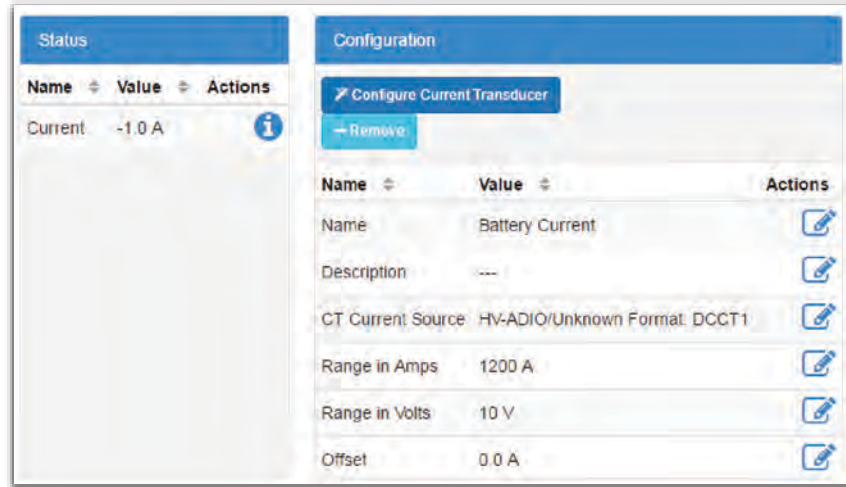 Status
Name Value Actions
Current -1.0 A
Configuration
Configure Current Transducer
Remove
Name Value Actions
Name Battery Current
Description ---
CT Current Source HV-ADIO/Unknown Format: DCCT1
Range in Amps 1200 A
Range in Volts 10 V
Offset 0.0 A